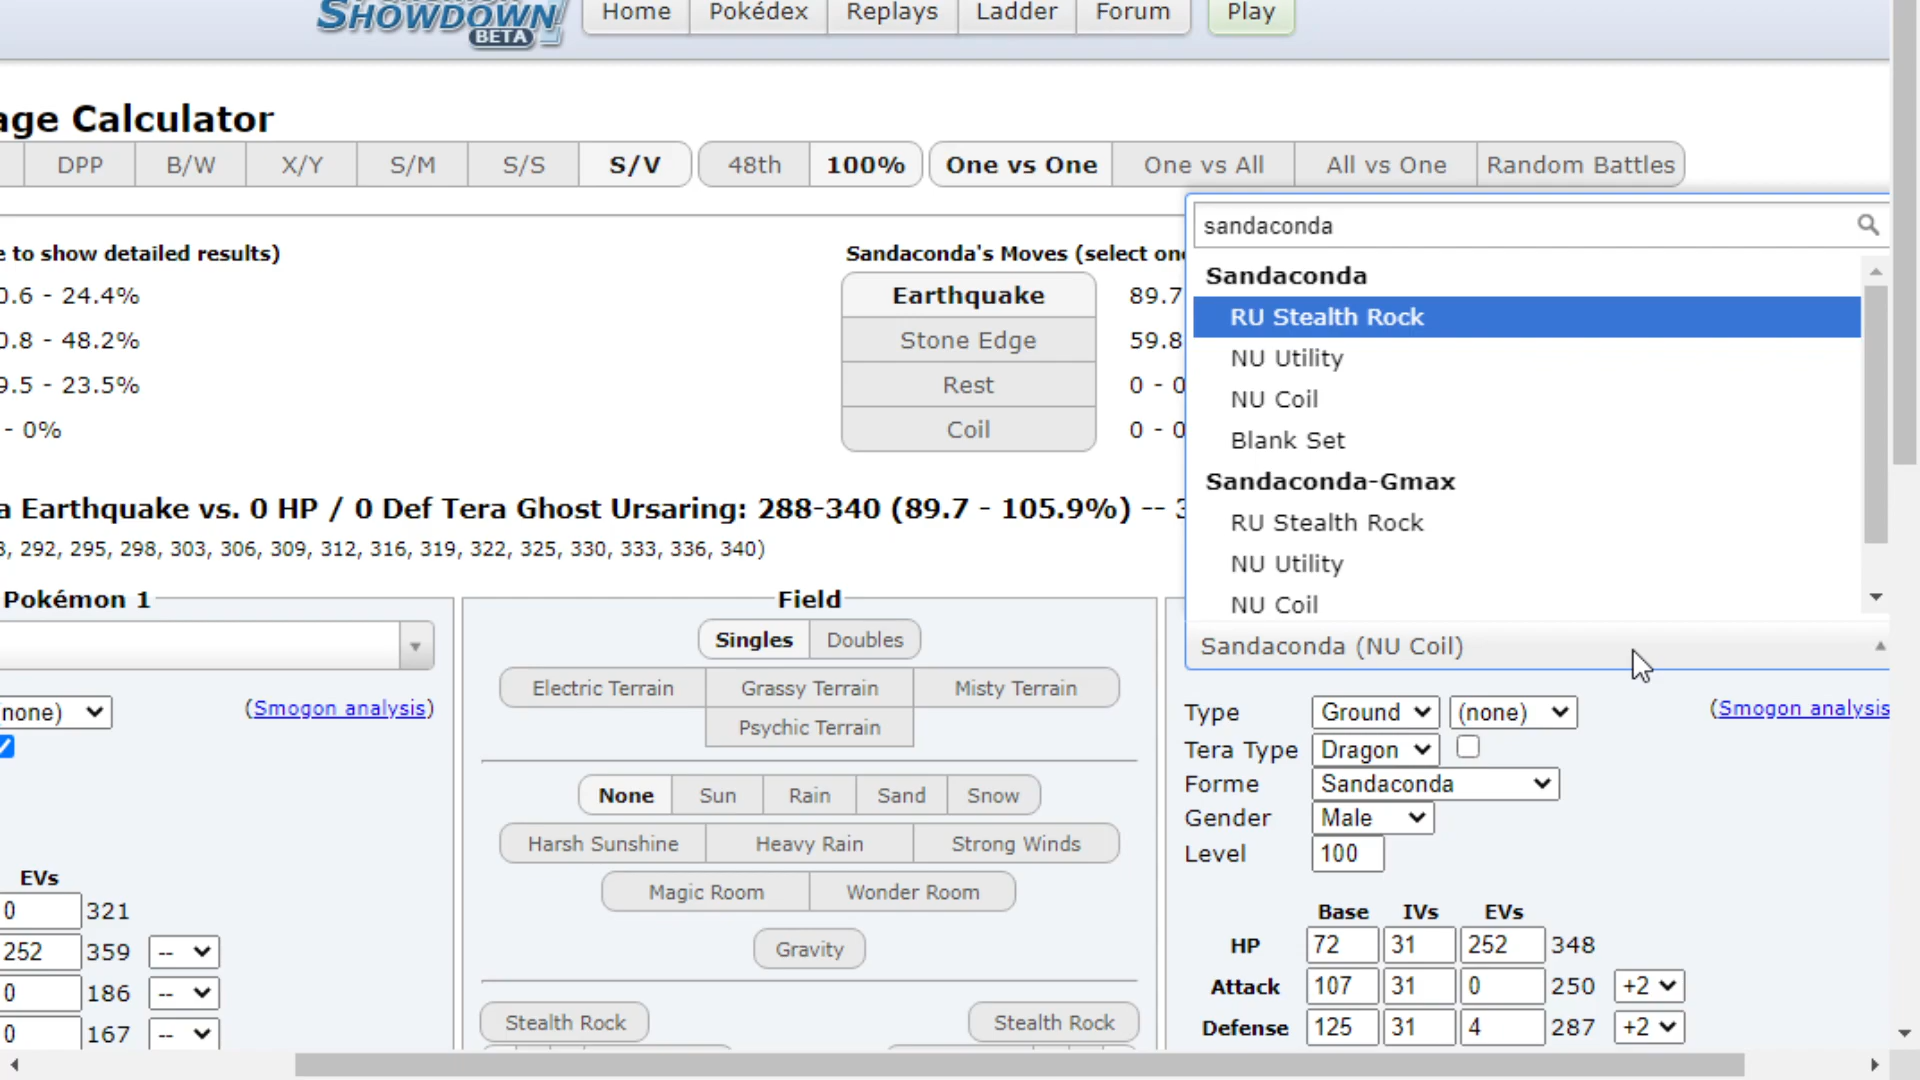 SHOWDOWN
BETA
Home Pokédex Replays Ladder Forum Play
age Calculator
DPP B/W X/Y S/M S/S S/V 48th 100% One vs One One vs All All vs One Random Battles
e to show detailed results)
0.6 - 24.4%
0.8 - 48.2%
9.5 - 23.5%
- 0%
Sandaconda's Moves (select one
Earthquake 89.7
Stone Edge 59.8
Rest 0 - 0
Coil 0 - 0
sandaconda
Sandaconda
RU Stealth Rock
NU Utility
NU Coil
Blank Set
Sandaconda-Gmax
RU Stealth Rock
NU Utility
NU Coil
Sandaconda (NU Coil)
a Earthquake vs. 0 HP / 0 Def Tera Ghost Ursaring: 288-340 (89.7 - 105.9%) --
, 292, 295, 298, 303, 306, 309, 312, 316, 319, 322, 325, 330, 333, 336, 340)
Pokémon 1
none) (Smogon analysis)
EVs
0 321
252 359 --
0 186 --
0 167 --
Field
Singles Doubles
Electric Terrain Grassy Terrain Misty Terrain
Psychic Terrain
None Sun Rain Sand Snow
Harsh Sunshine Heavy Rain Strong Winds
Magic Room Wonder Room
Gravity
Stealth Rock Stealth Rock
Type Ground (none) (Smogon analysis
Tera Type Dragon
Forme Sandaconda
Gender Male
Level 100
Base IVs EVs
HP 72 31 252 348
Attack 107 31 0 250 +2
Defense 125 31 4 287 +2